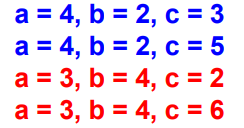 a = 4, b = 2, c = 3
a = 4, b = 2, c = 5
a = 3, b = 4, c = 2
a = 3, b = 4, c = 6